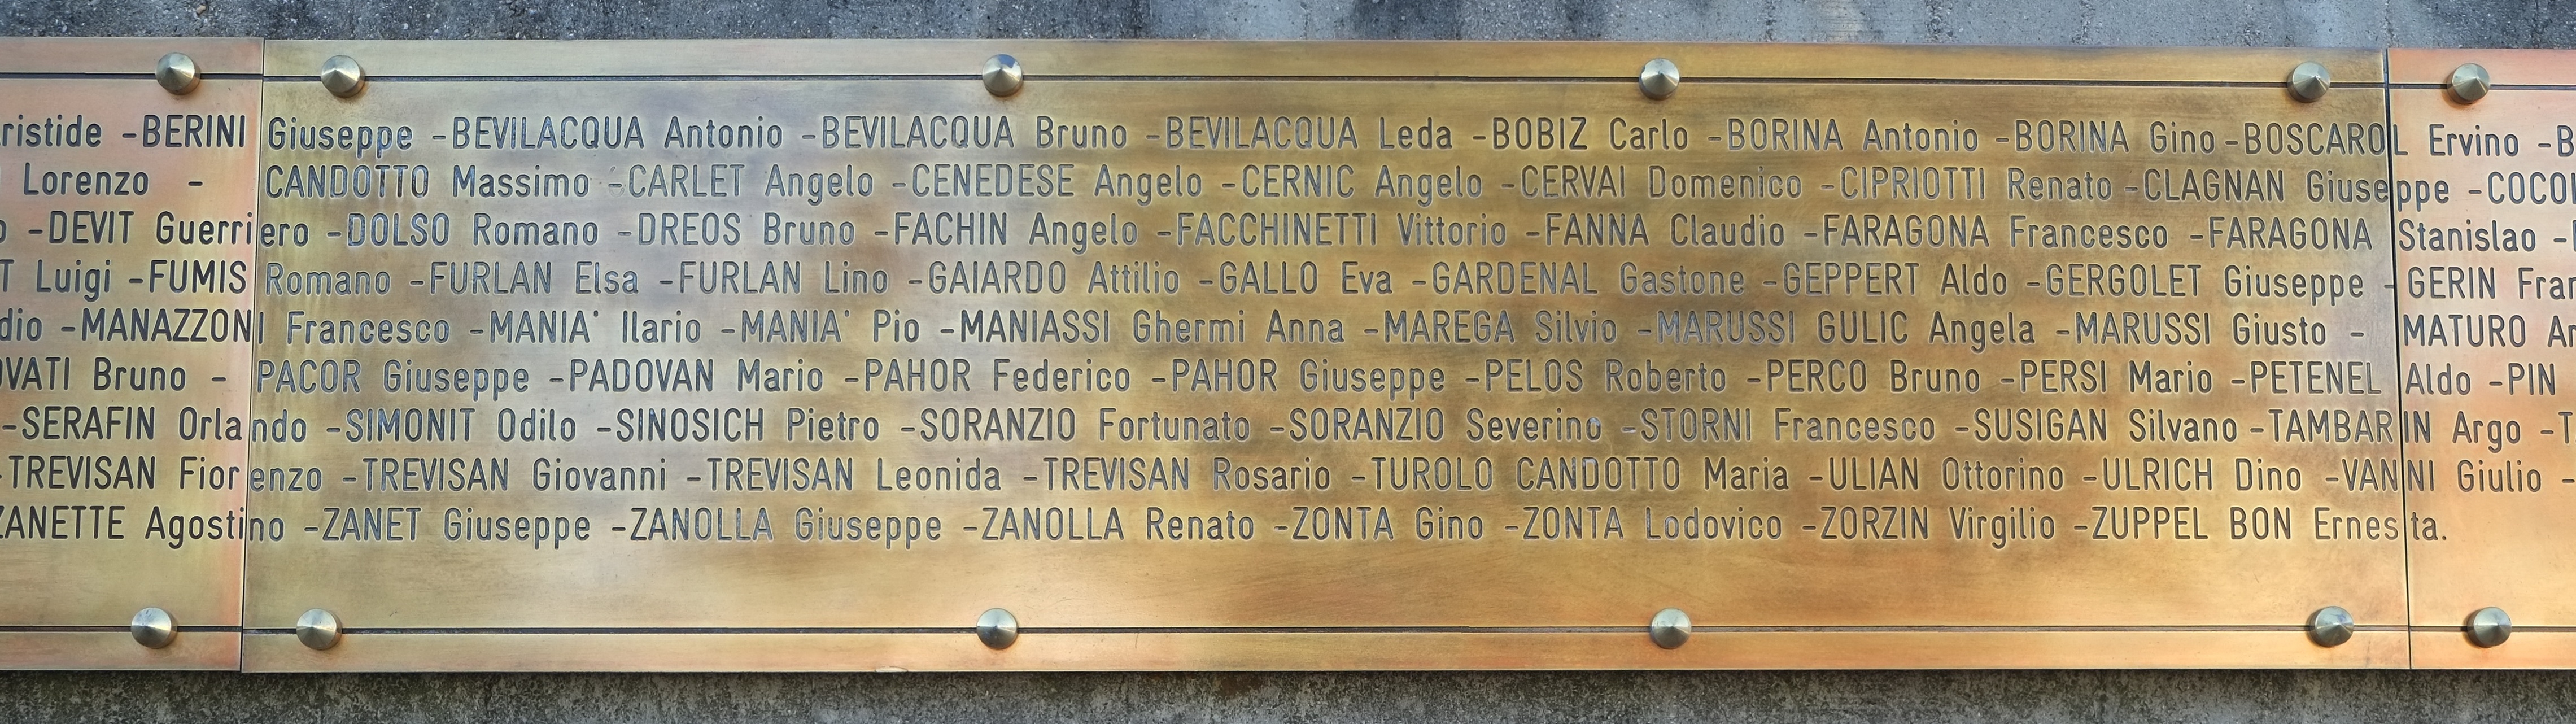 ristide -BERINI Giuseppe -BEVILACQUA Antonio -BEVILACQUA Bruno -BEVILACQUA Leda -BOBIZ Carlo -BORINA Antonio -BORINA Gino -BOSCAROL Ervino -B
Lorenzo - CANDOTTO Massimo -CARLET Angelo -CENEDESE Angelo -CERNIC Angelo -CERVAI Domenico -CIPRIOTTI Renato -CLAGNAN Giuseppe -COCO
o -DEVIT Guerriero -DOLSO Romano -DREOS Bruno -FACHIN Angelo -FACCHINETTI Vittorio -FANNA Claudio -FARAGONA Francesco -FARAGONA Stanislao -
T Luigi -FUMIS Romano -FURLAN Elsa -FURLAN Lino -GAIARDO Attilio -GALLO Eva -GARDENAL Gastone -GEPPERT Aldo -GERGOLET Giuseppe - GERIN Fran
dio -MANAZZONI Francesco -MANIA' Ilario -MANIA' Pio -MANIASSI Ghermi Anna -MAREGA Silvio -MARUSSI GULIC Angela -MARUSSI Giusto - MATURO An
OVATI Bruno - PACOR Giuseppe -PADOVAN Mario -PAHOR Federico -PAHOR Giuseppe -PELOS Roberto -PERCO Bruno -PERSI Mario -PETENEL Aldo -PIN
-SERAFIN Orlando -SIMONIT Odilo -SINOSICH Pietro -SORANZIO Fortunato -SORANZIO Severino -STORNI Francesco -SUSIGAN Silvano -TAMBARIN Argo -T
-TREVISAN Fiorenzo -TREVISAN Giovanni -TREVISAN Leonida -TREVISAN Rosario -TUROLO CANDOTTO Maria -ULIAN Ottorino -ULRICH Dino -VANNI Giulio -
ZANETTE Agostino -ZANET Giuseppe -ZANOLLA Giuseppe -ZANOLLA Renato -ZONTA Gino -ZONTA Lodovico -ZORZIN Virgilio -ZUPPEL BON Ernesta.